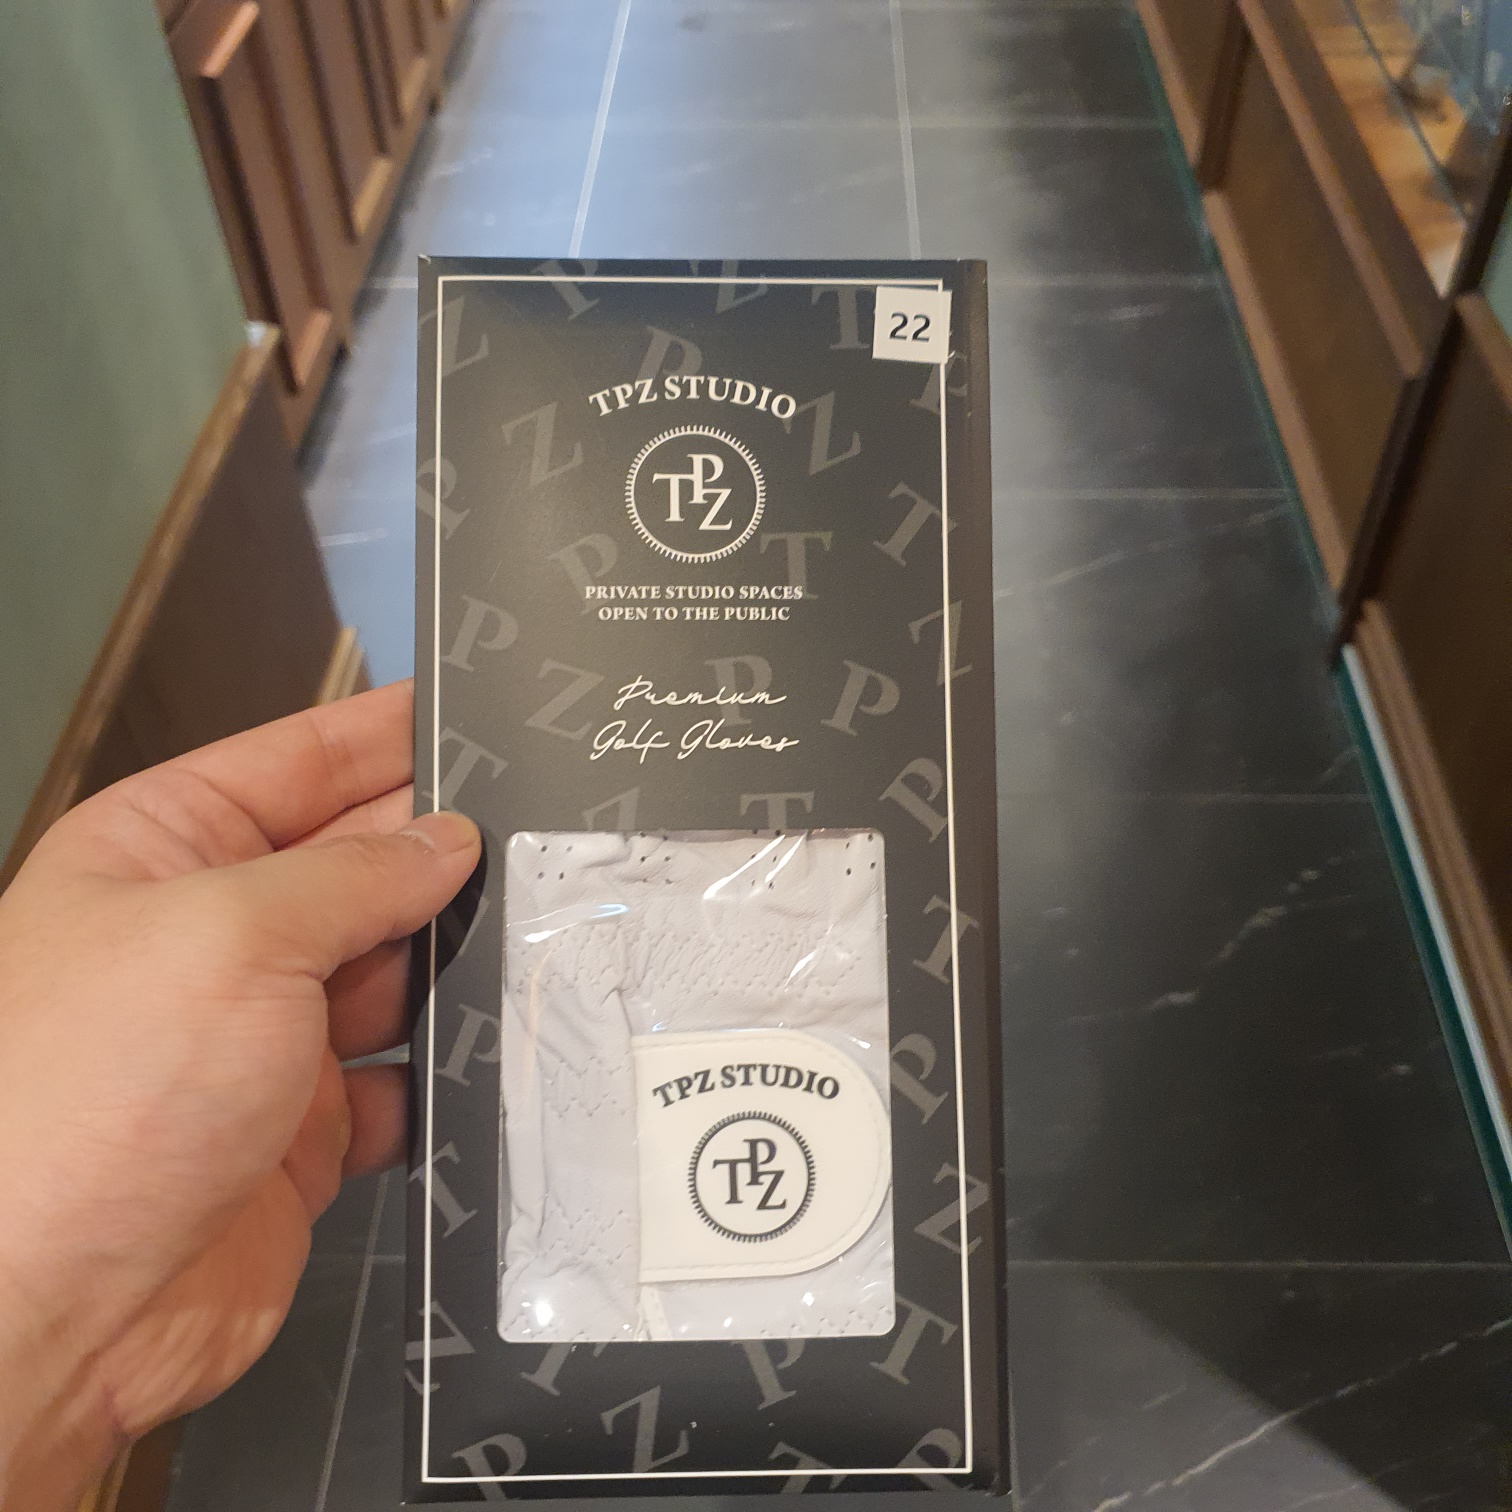 22
TPZ STUDIO
TPZ
PRIVATE STUDIO SPACES
OPEN TO THE PUBLIC
Premium
Golf Gloves
TPZ STUDIO
TPZ